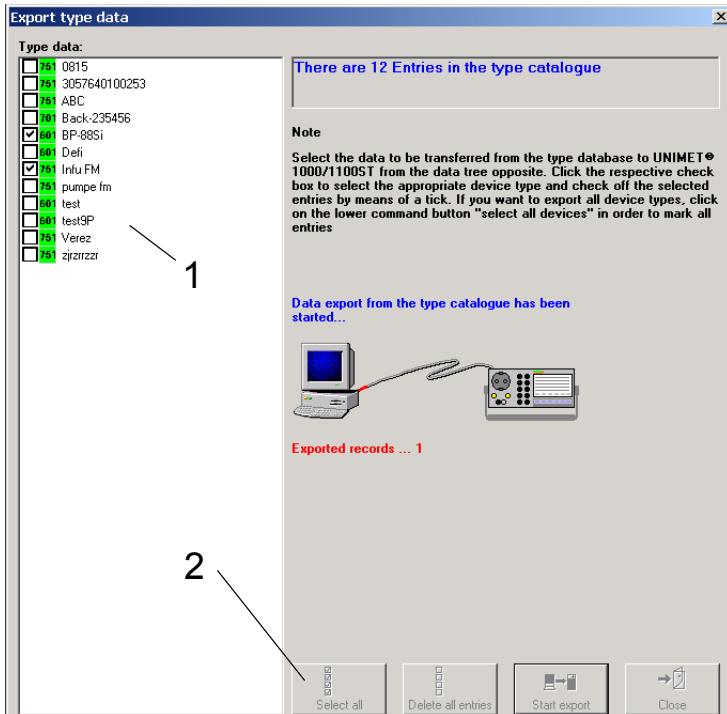 Export type data
Type data:
751 0815
751 3057640100253
751 ABC
701 Back-235456
601 BP-88Si
601 Defi
751 Infu FM
751 pumpe fm
601 test
601 test9P
751 Verez
751 zjrzrrzzr
1
2
There are 12 Entries in the type catalogue
Note
Select the data to be transferred from the type database to UNIMET®
1000/1100ST from the data tree opposite. Click the respective check
box to select the appropriate device type and check off the selected
entries by means of a tick. If you want to export all device types, click
on the lower command button "select all devices" in order to mark all
entries
Data export from the type catalogue has been
started...
Exported records ... 1
Select all
Delete all entries
Start export
Close